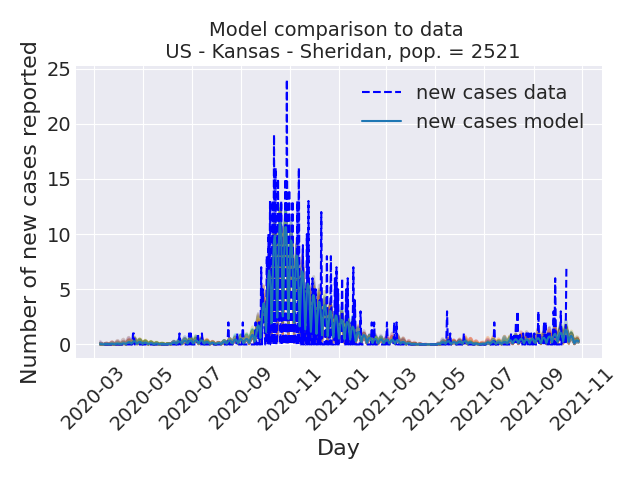 Model comparison to data
US - Kansas - Sheridan, pop. = 2521
Number of new cases reported
25
20
15
10
5
0
new cases data
new cases model
2020-03
2020-05
2020-07
2020-09
2020-11
2021-01
2021-03
2021-05
2021-07
2021-09
2021-11
Day